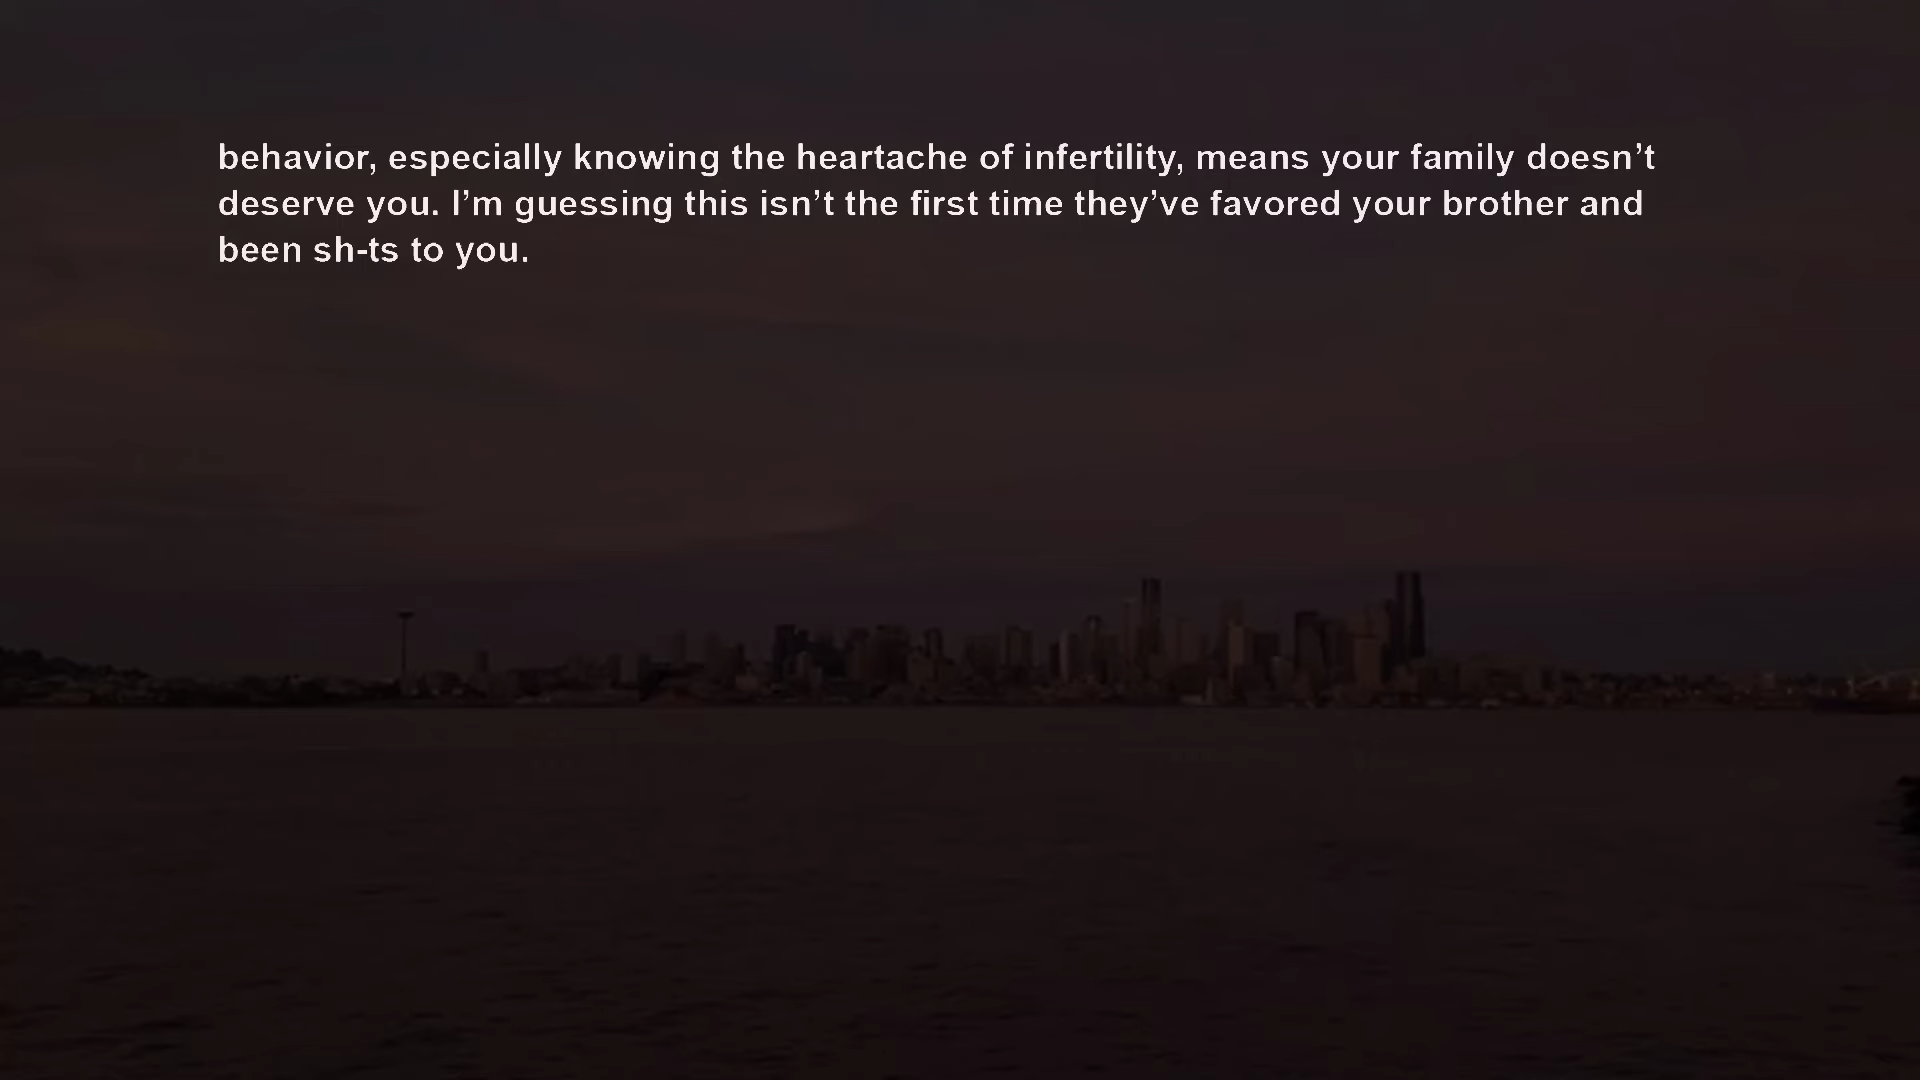 behavior, especially knowing the heartache of infertility, means your family doesn’t
deserve you. I’m guessing this isn’t the first time they’ve favored your brother and
been sh-ts to you.